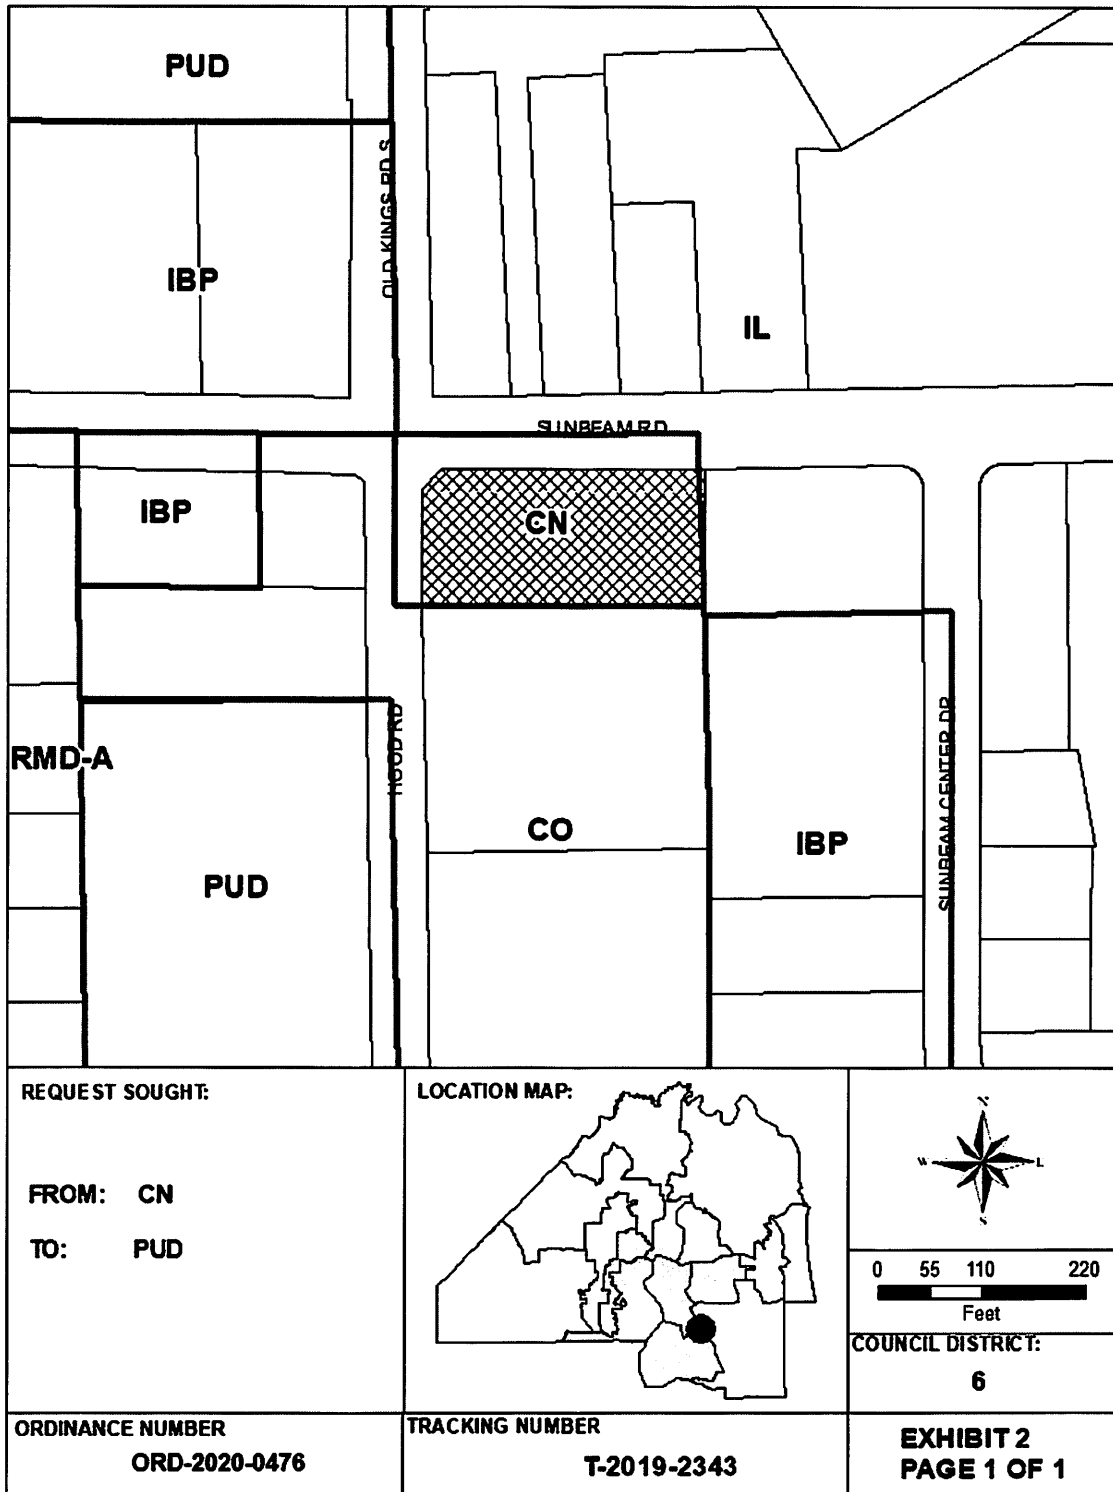 PUD
OLD KINGS RD S
IBP
IL
SUNBEAM RD
IBP
CN
RMD-A
HOOD RD
SUNBEAM CENTER DR
CO
IBP
PUD
REQUEST SOUGHT:
FROM: CN
TO: PUD
LOCATION MAP:
N
W
S
0 55 110 220
Feet
COUNCIL DISTRICT:
6
ORDINANCE NUMBER
ORD-2020-0476
TRACKING NUMBER
T-2019-2343
EXHIBIT 2
PAGE 1 OF 1